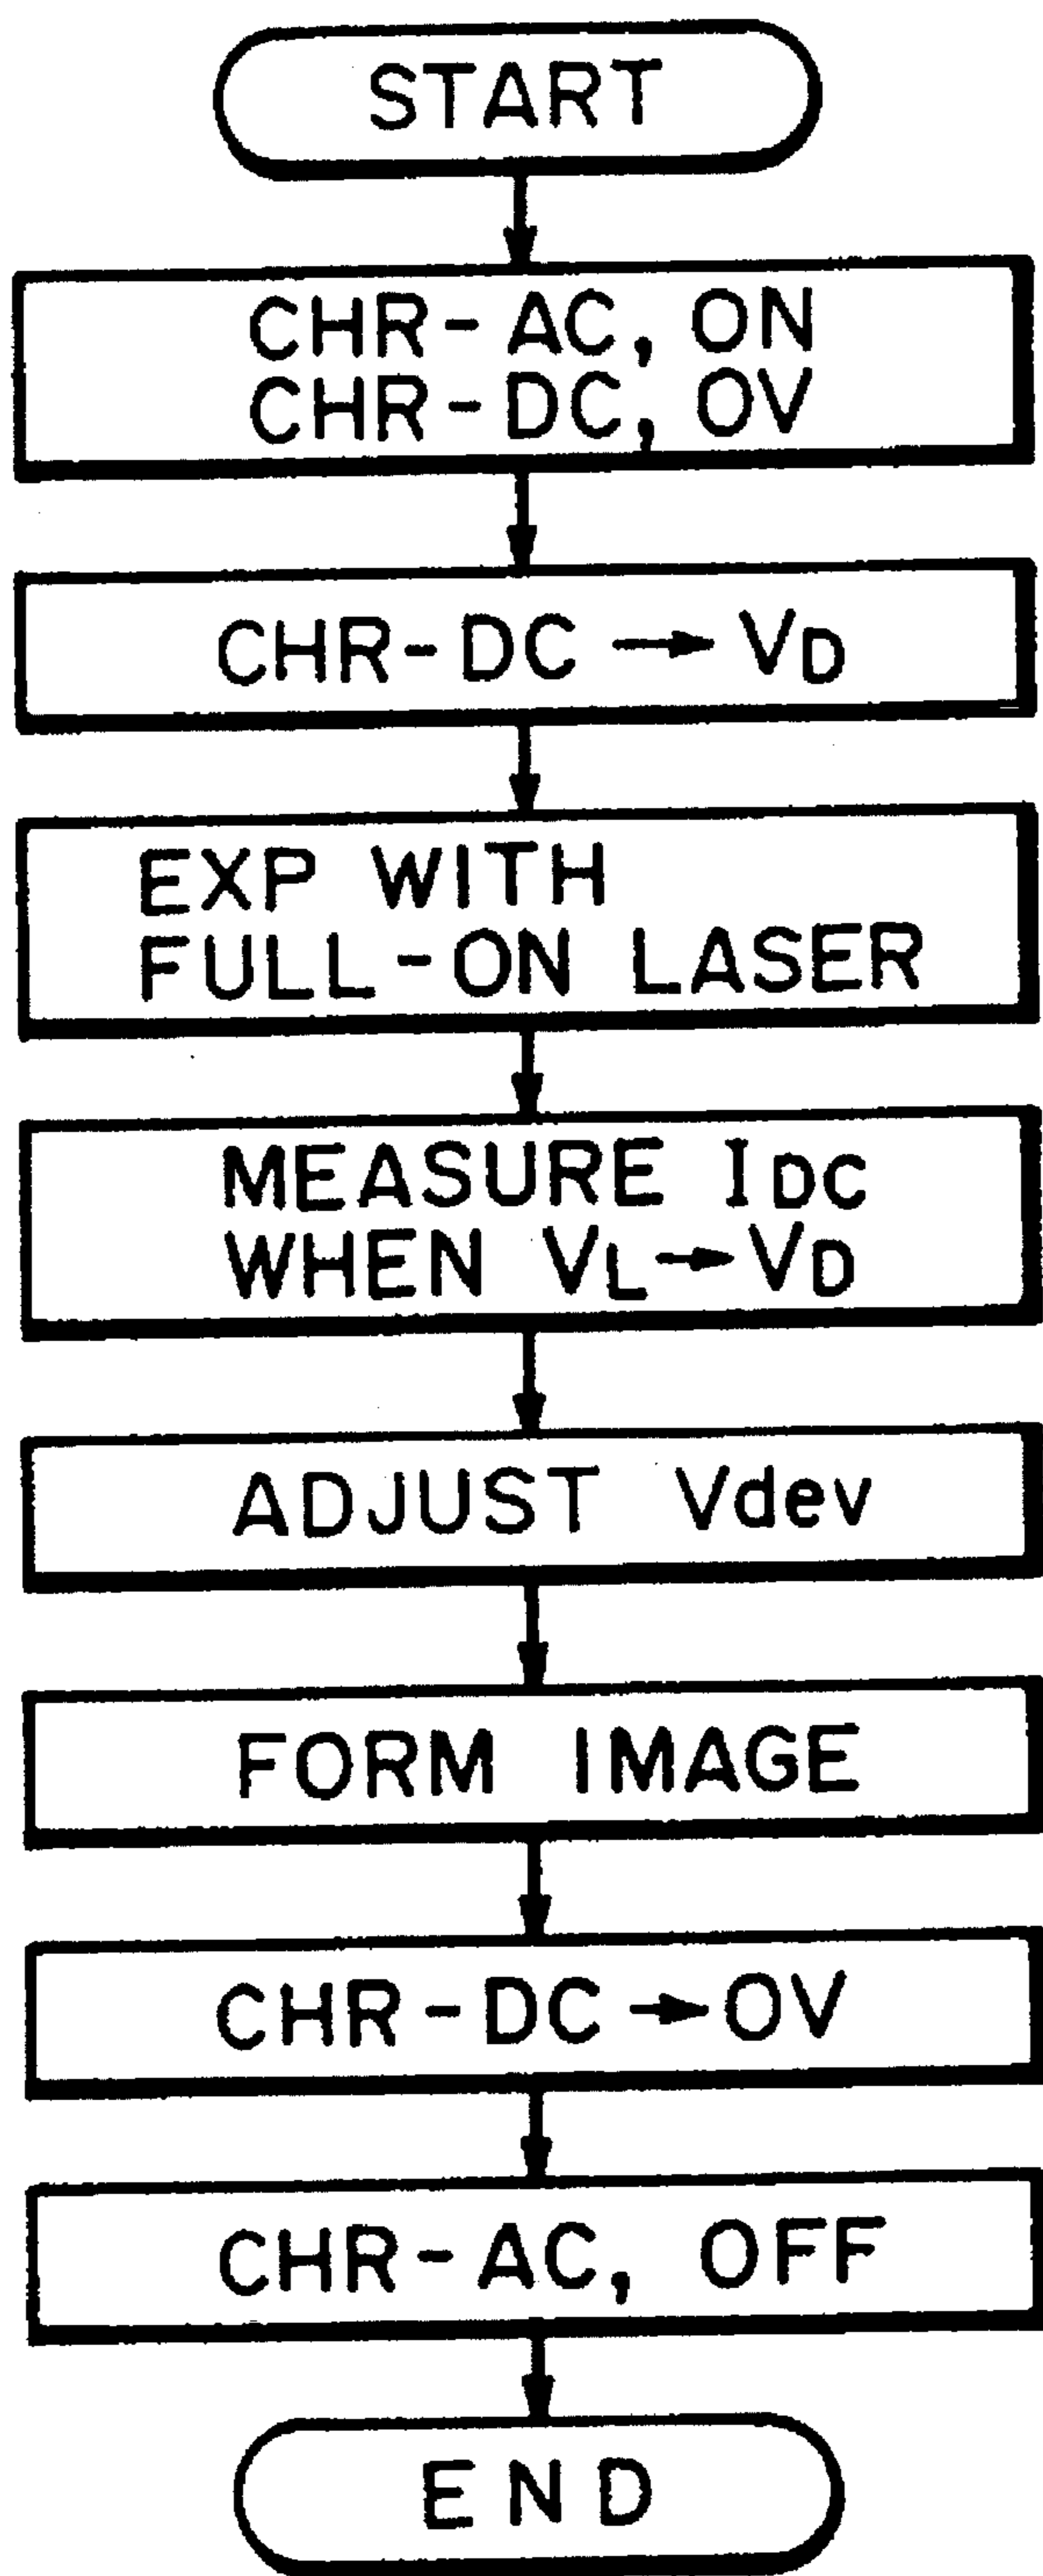 START
CHR-AC, ON
CHR-DC, OV
CHR-DC → VD
EXP WITH
FULL-ON LASER
MEASURE IDC
WHEN VL → VD
ADJUST Vdev
FORM IMAGE
CHR-DC → OV
CHR-AC, OFF
END